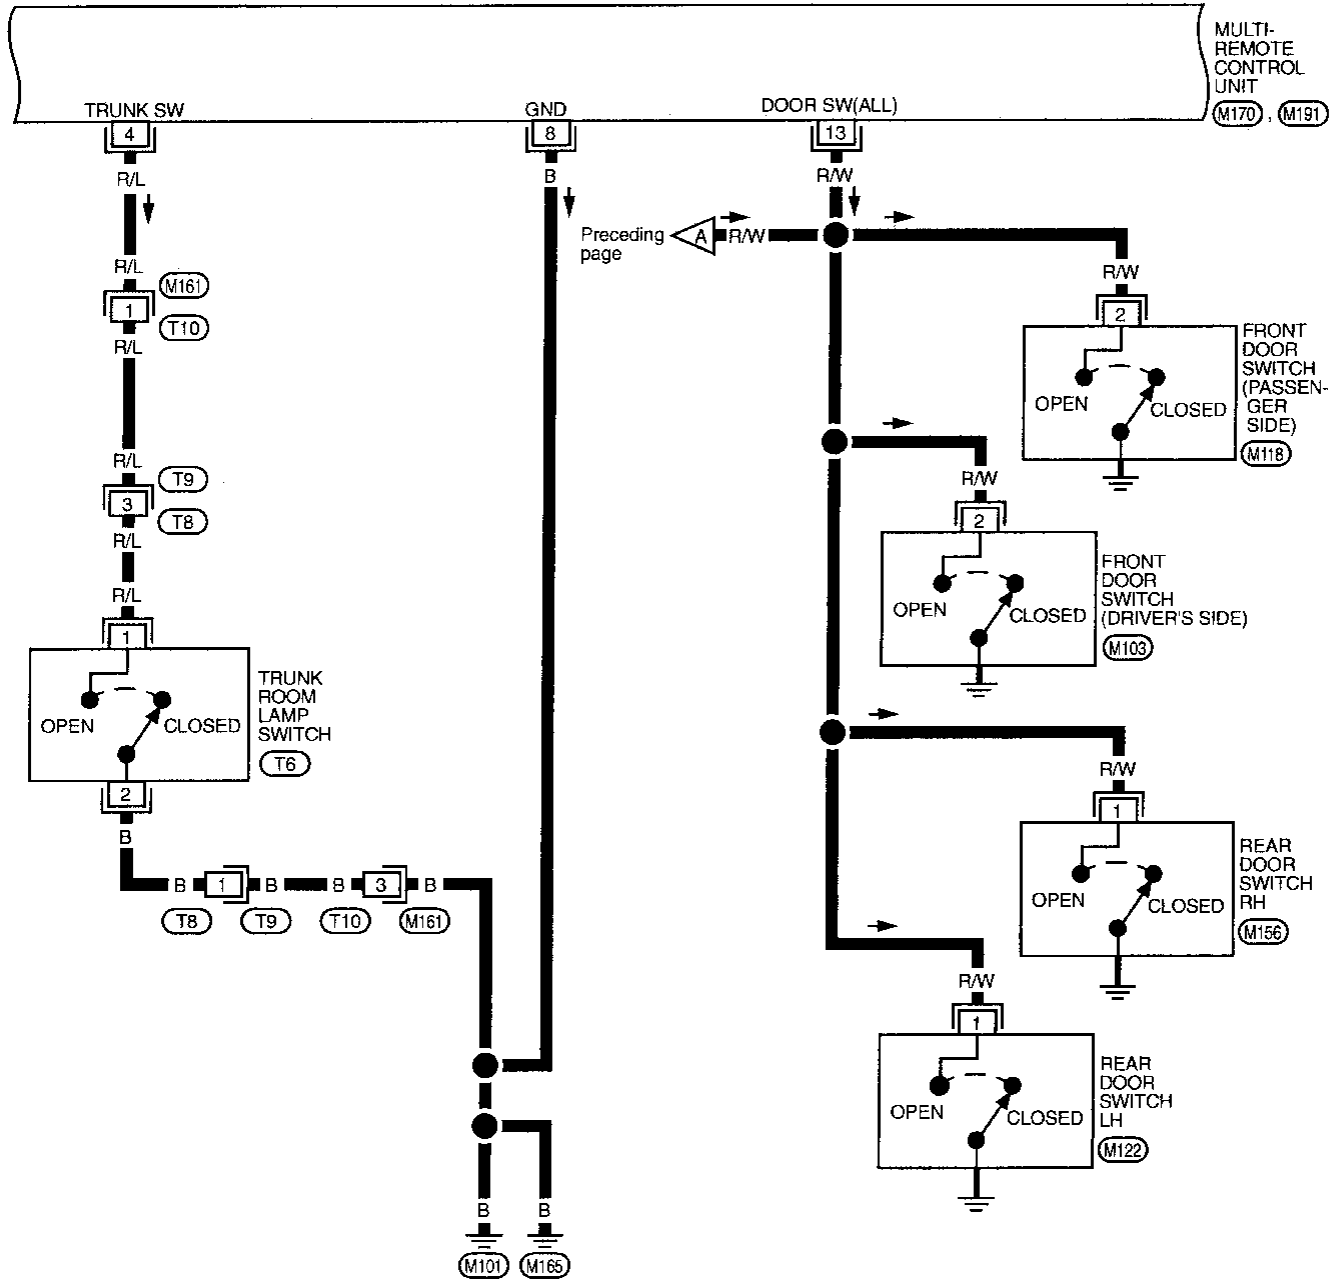 MULTI-
REMOTE
CONTROL
UNIT
M170 , M191
TRUNK SW
GND
DOOR SW(ALL)
4
8
13
R/L
B
R/W
Preceding
page
A
R/W
R/L
M161
1
T10
R/L
R/W
2
FRONT
DOOR
SWITCH
(PASSEN-
GER
SIDE)
M118
OPEN
CLOSED
R/L
T9
3
T8
R/L
R/W
2
FRONT
DOOR
SWITCH
(DRIVER'S SIDE)
M103
OPEN
CLOSED
R/L
1
TRUNK
ROOM
LAMP
SWITCH
T6
OPEN
CLOSED
2
B
R/W
1
REAR
DOOR
SWITCH
RH
M156
OPEN
CLOSED
B 1 B B 3 B
T8 T9 T10 M161
R/W
1
REAR
DOOR
SWITCH
LH
M122
OPEN
CLOSED
B B
M101 M165